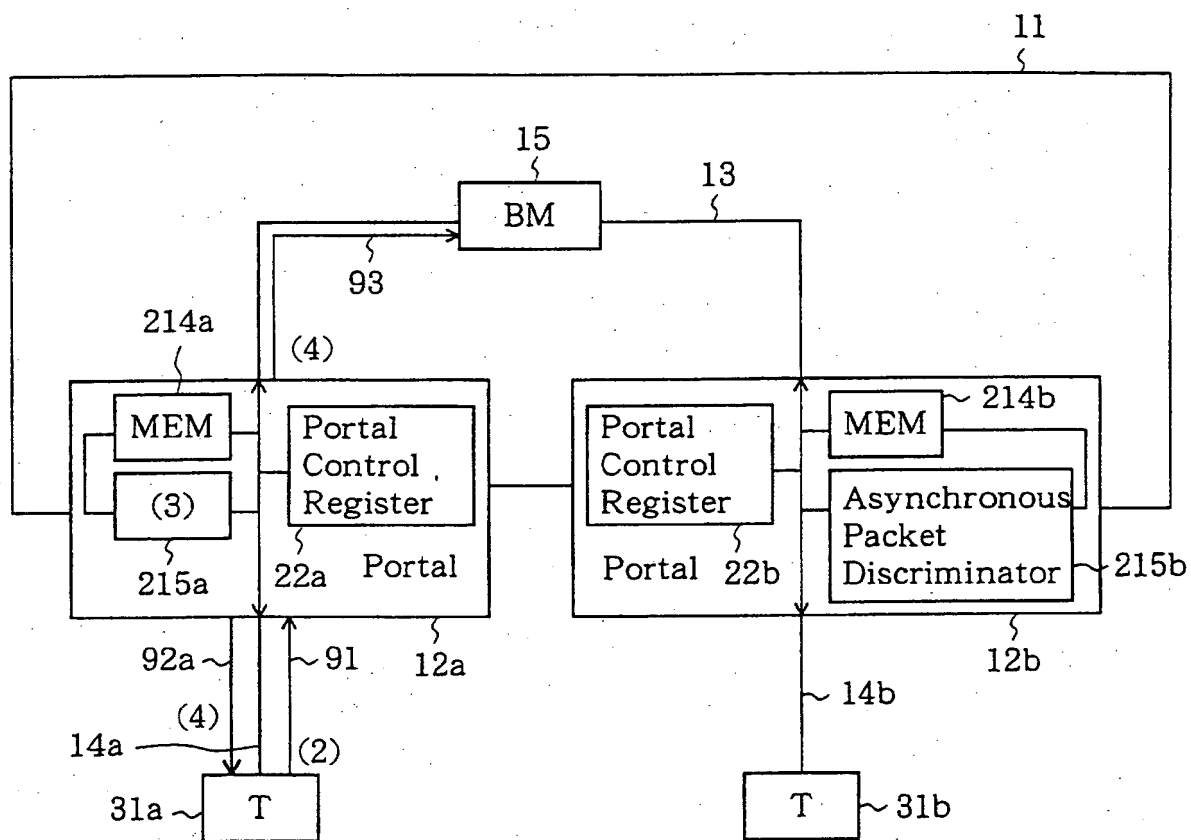 11
15
BM
13
93
214a
(4)
MEM
Portal
Control
Register
(3)
215a
22a
Portal
Portal
Control
Register
MEM
214b
Asynchronous
Packet
Discriminator
215b
Portal
22b
92a
91
12a
12b
(4)
14a
(2)
14b
31a
T
T
31b